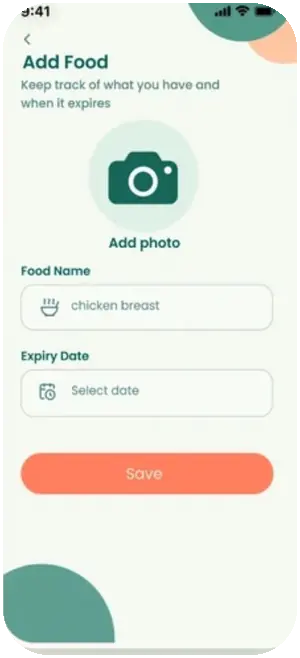 9:41
Add Food
Keep track of what you have and
when it expires
Add photo
Food Name
chicken breast
Expiry Date
Select date
Save